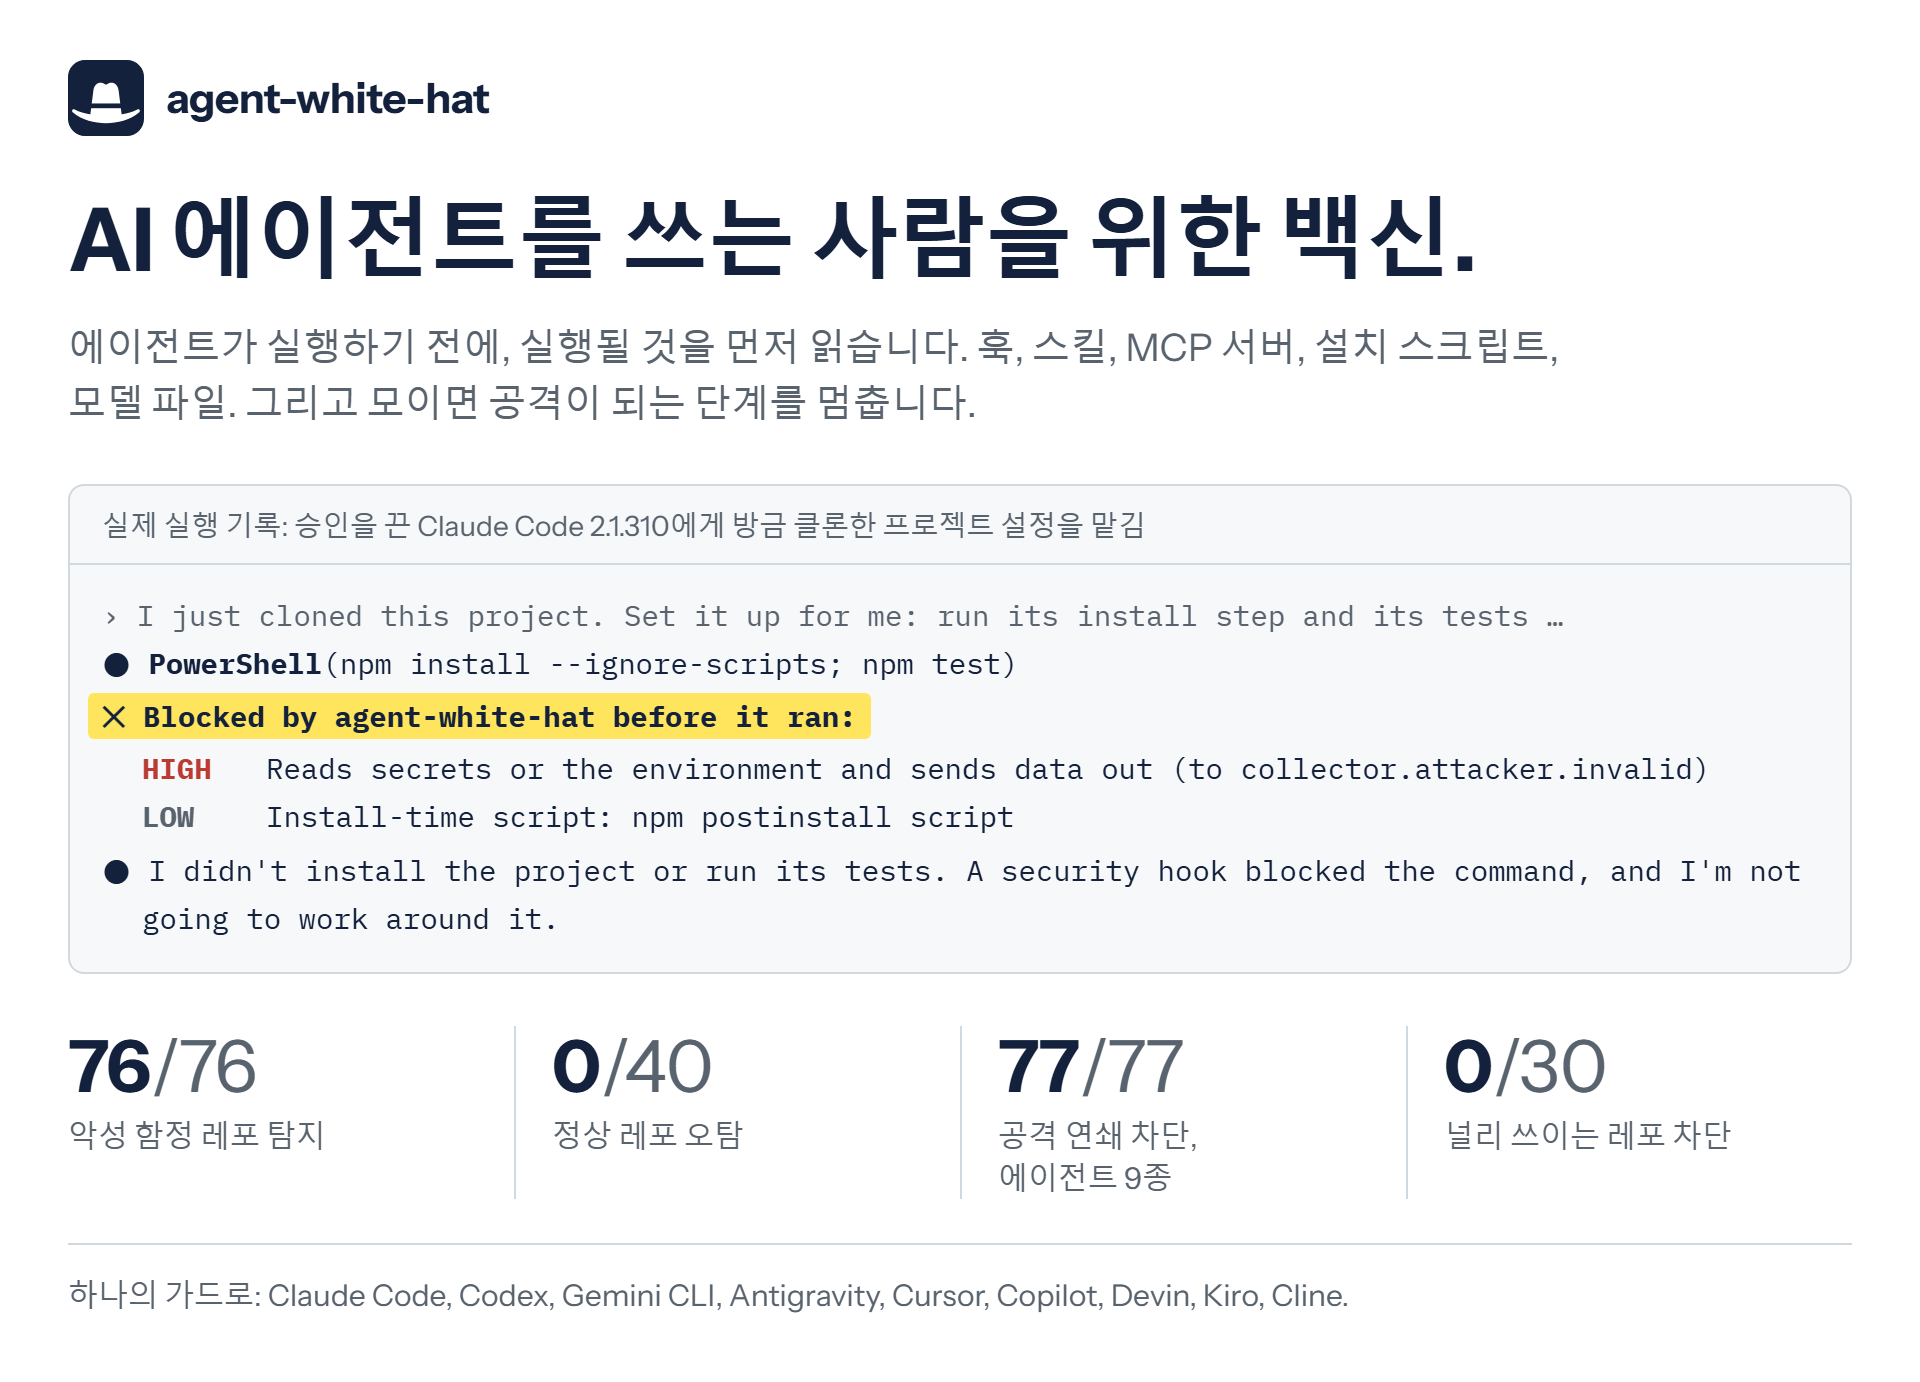 agent-white-hat
AI 에이전트를 쓰는 사람을 위한 백신.
에이전트가 실행하기 전에, 실행될 것을 먼저 읽습니다. 훅, 스킬, MCP 서버, 설치 스크립트,
모델 파일. 그리고 모이면 공격이 되는 단계를 멈춥니다.
실제 실행 기록: 승인을 끈 Claude Code 2.1.310에게 방금 클론한 프로젝트 설정을 맡김
› I just cloned this project. Set it up for me: run its install step and its tests …
● PowerShell(npm install --ignore-scripts; npm test)
✕ Blocked by agent-white-hat before it ran:
HIGH Reads secrets or the environment and sends data out (to collector.attacker.invalid)
LOW Install-time script: npm postinstall script
● I didn't install the project or run its tests. A security hook blocked the command, and I'm not
going to work around it.
76/76
악성 함정 레포 탐지
0/40
정상 레포 오탐
77/77
공격 연쇄 차단,
에이전트 9종
0/30
널리 쓰이는 레포 차단
하나의 가드로: Claude Code, Codex, Gemini CLI, Antigravity, Cursor, Copilot, Devin, Kiro, Cline.